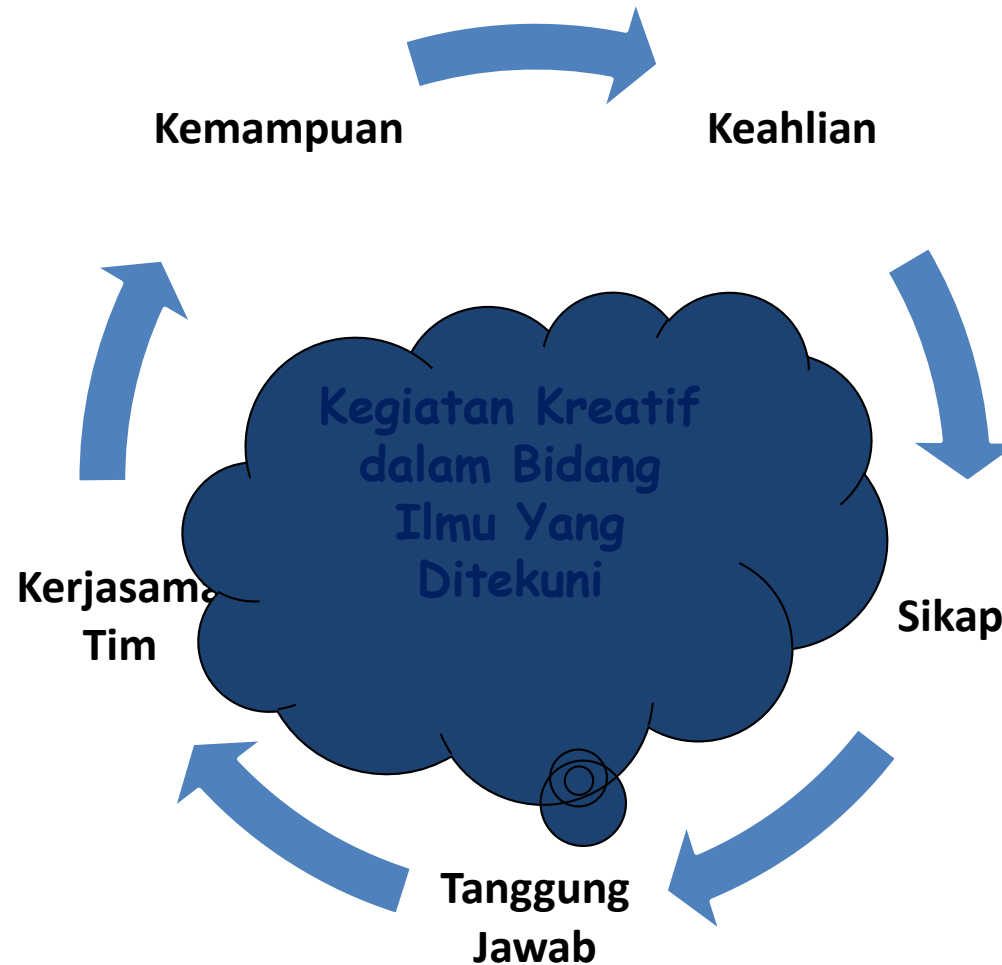 Kemampuan
Keahlian
Kegiatan Kreatif
dalam Bidang
Ilmu Yang
Ditekuni
Kerjasama
Tim
Sikap
Tanggung
Jawab